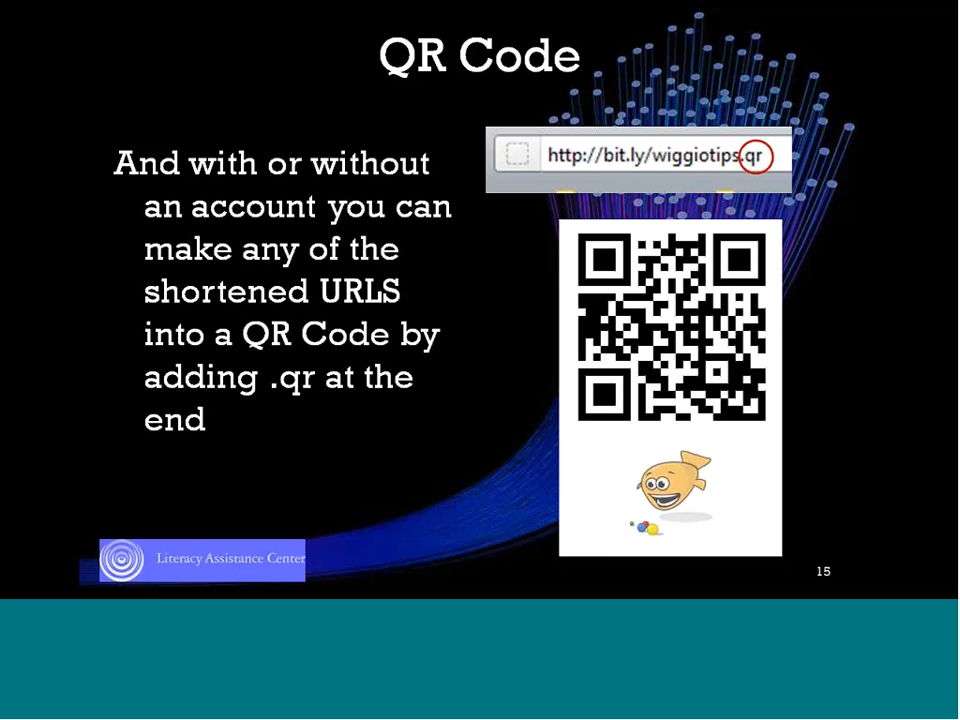 QR Code
And with or without
an account you can
make any of the
shortened URLS
into a QR Code by
adding .qr at the
end
http://bit.ly/wiggiotips.qr
Literacy Assistance Center
15